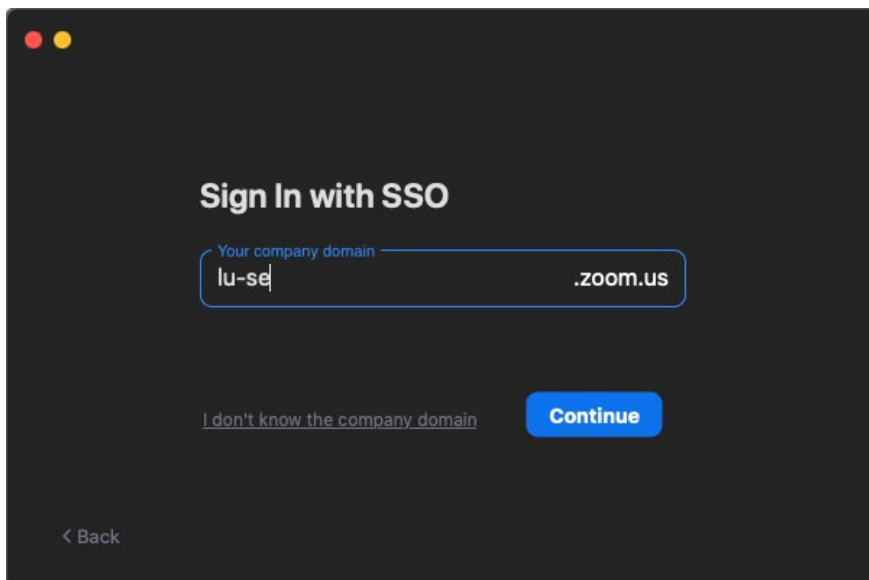 Sign In with SSO
Your company domain
lu-se .zoom.us
I don't know the company domain
Continue
< Back